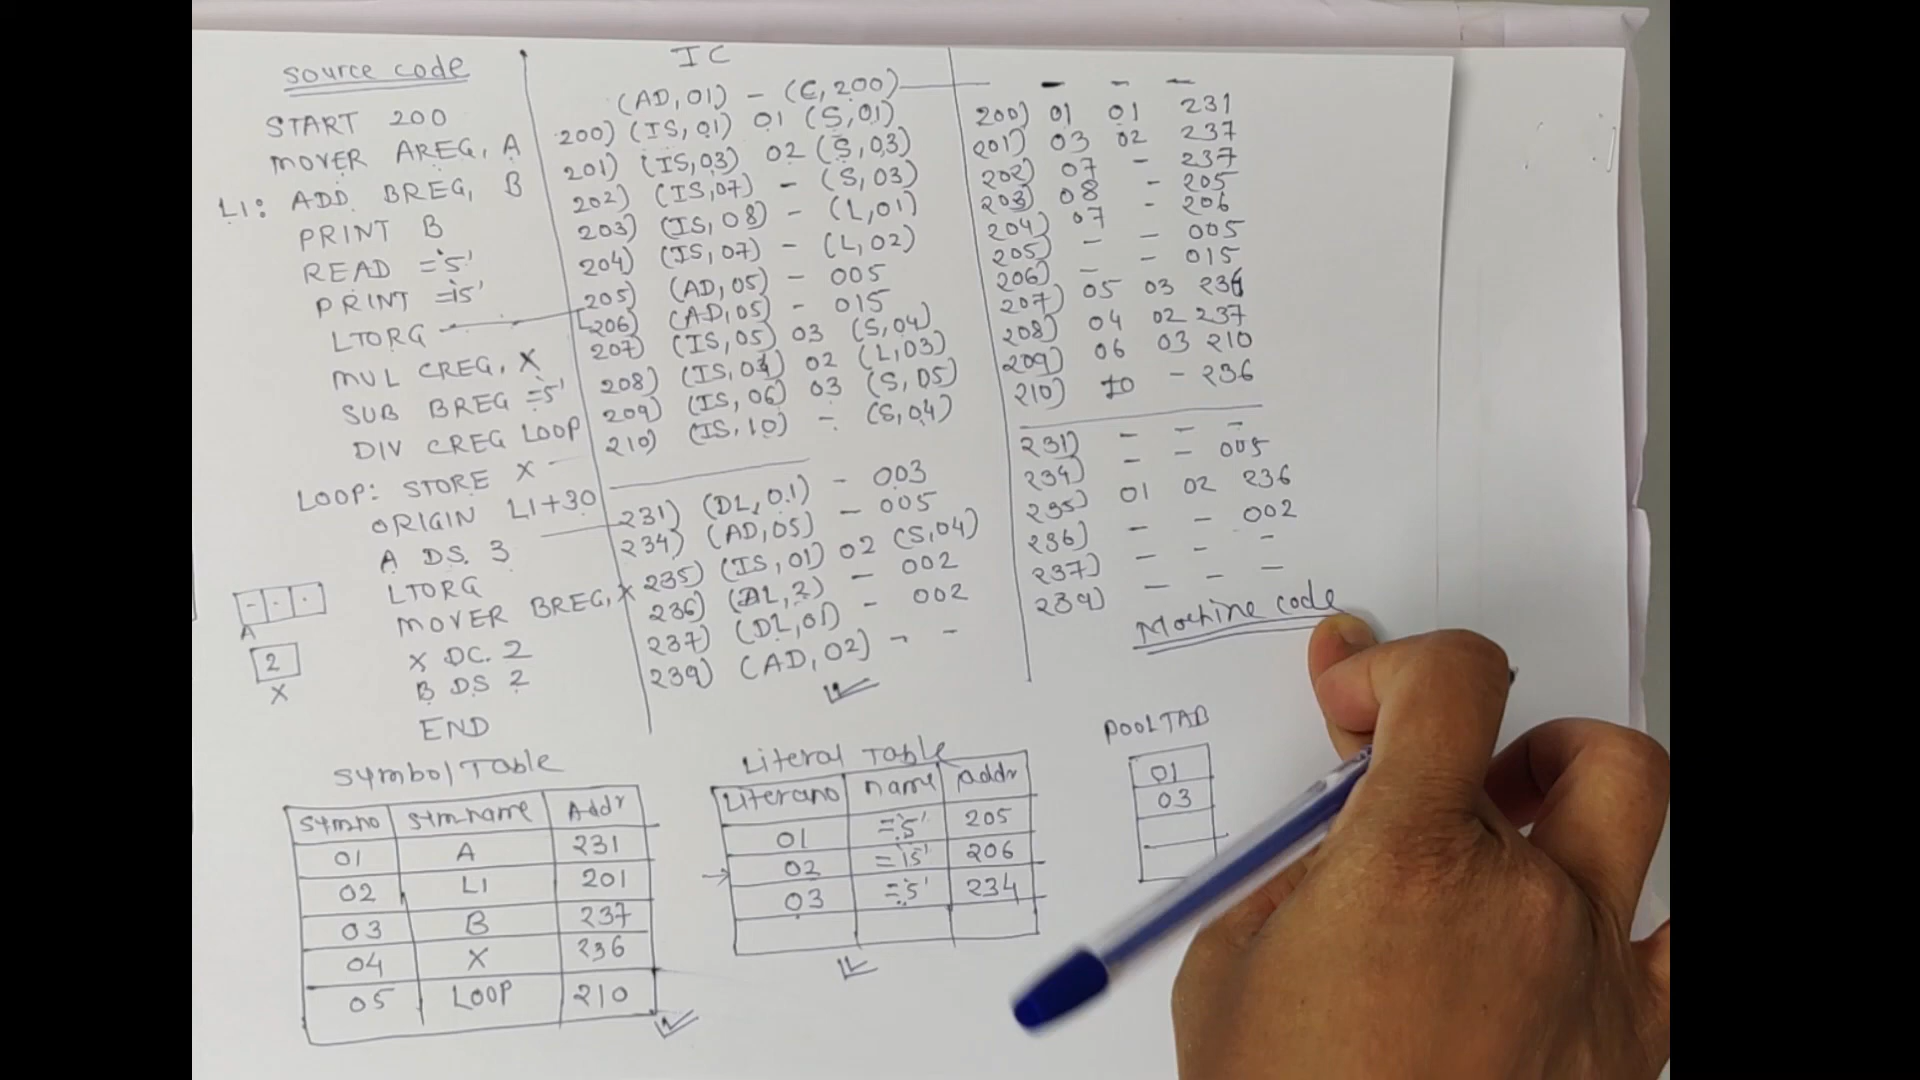 source code
START 200
MOVER AREG, A
L1: ADD BREG, B
PRINT B
READ ='5'
PRINT ='15'
LTORG
MUL CREG, X
SUB BREG ='5'
DIV CREG LOOP
LOOP: STORE X
ORIGIN L1+30
A DS. 3
LTORG
MOVER BREG, X
X DC. 2
B DS 2
END
A
2
X
IC
(AD,01) - (C,200)
200) (IS,01) 01 (S,01)
201) (IS,03) 02 (S,03)
202) (IS,07) - (S,03)
203) (IS,08) - (L,01)
204) (IS,07) - (L,02)
205) (AD,05) - 005
206) (AD,05) - 015
207) (IS,05) 03 (S,04)
208) (IS,04) 02 (L,03)
209) (IS,06) 03 (S,05)
210) (IS,10) - (S,04)
231) (DL,01) - 003
234) (AD,05) - 005
235) (IS,01) 02 (S,04)
236) (DL,2) - 002
237) (DL,01) - 002
239) (AD,02) - -
- - -
200) 01 01 231
201) 03 02 237
202) 07 - 237
203) 08 - 205
204) 07 - 206
205) - - 005
206) - - 015
207) 05 03 236
208) 04 02 237
209) 06 03 210
210) 10 - 236
231) - - -
234) - - 005
235) 01 02 236
236) - - 002
237) - - -
239) - - -
Machine code
Symbol Table
Symno symname Addr
01 A 231
02 L1 201
03 B 237
04 X 236
05 LOOP 210
Literal Table
Literano name Addr
01 ='5' 205
02 ='15' 206
03 ='5' 234
POOLTAB
01
03